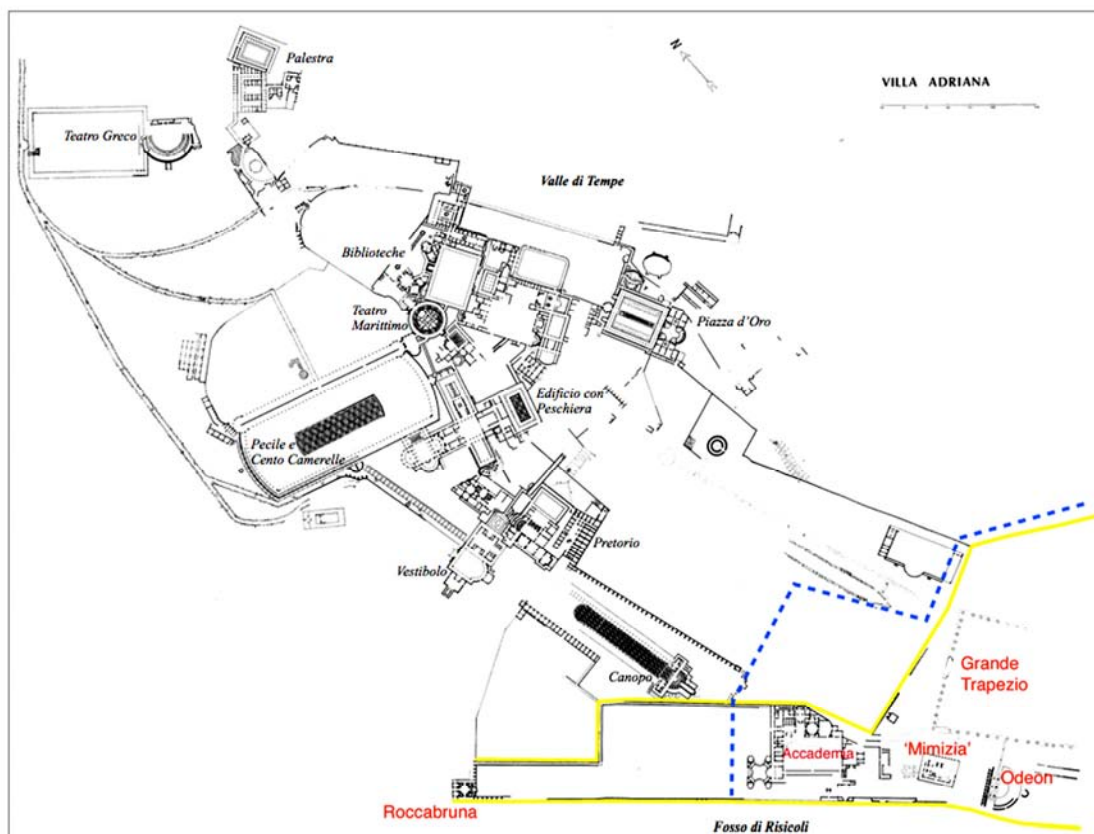 Palestra
N
VILLA ADRIANA
Teatro Greco
Valle di Tempe
Biblioteche
Teatro
Marittimo
Piazza d'Oro
Edificio con
Peschiera
Pecile e
Cento Camerelle
Pretorio
Vestibolo
Canopo
Grande
Trapezio
Accademia
'Mimizia'
Odeon
Roccabruna
Fosso di Risicoli